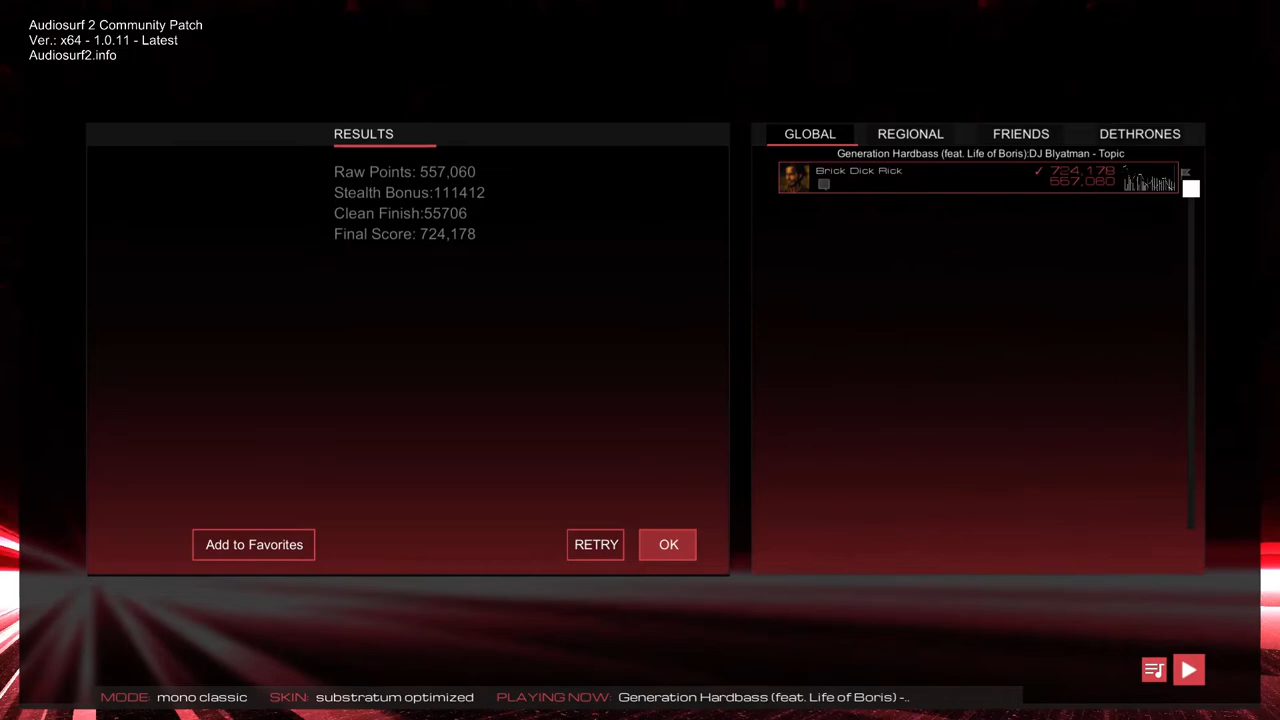 Audiosurf 2 Community Patch
Ver.: x64 - 1.0.11 - Latest
Audiosurf2.info
RESULTS
Raw Points: 557,060
Stealth Bonus:111412
Clean Finish:55706
Final Score: 724,178
Add to Favorites
RETRY
OK
GLOBAL REGIONAL FRIENDS DETHRONES
Generation Hardbass (feat. Life of Boris):DJ Blyatman - Topic
Brick Dick Rick ✓ 724,178
557,060
MODE: mono classic SKIN: substratum optimized PLAYING NOW: Generation Hardbass (feat. Life of Boris) -..